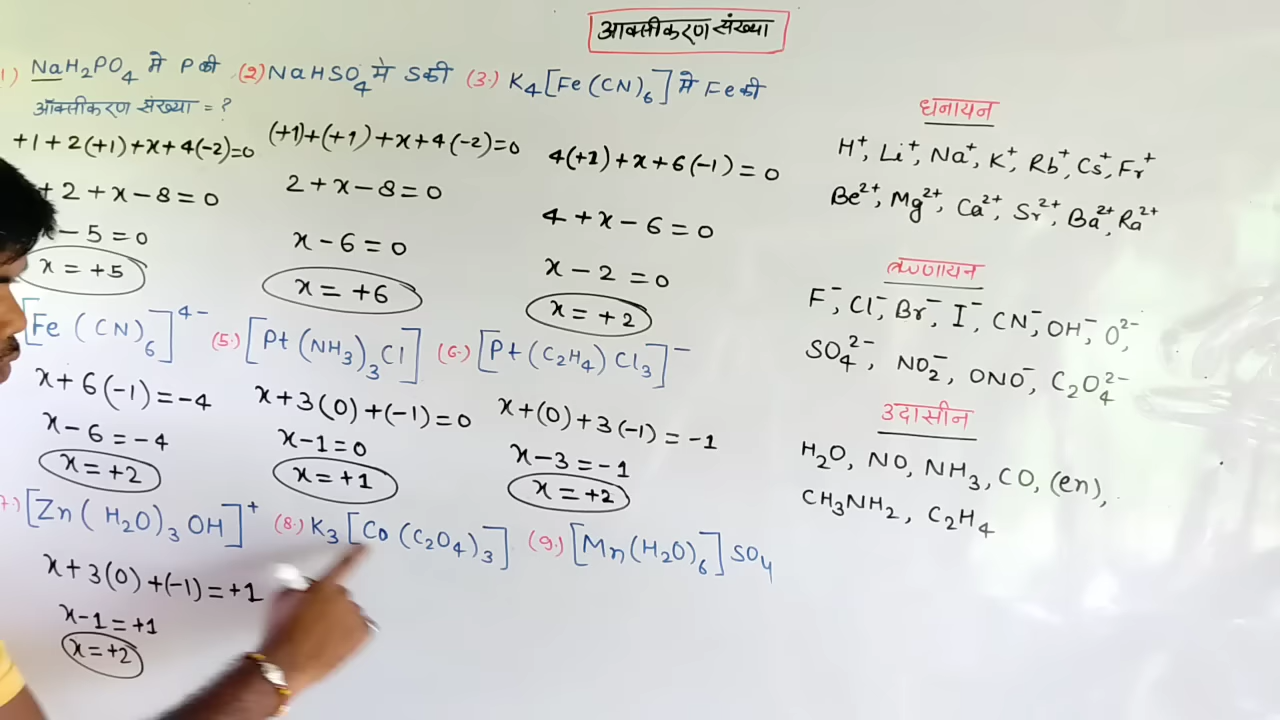 आक्सीकरण संख्या
1) NaH₂PO₄ मे P की (2) NaHSO₄ मे S की (3.) K₄[Fe(CN)₆] मे Fe की
ऑक्सीकरण संख्या = ?
+1+2(+1)+x+4(-2)=0
+2+x-8=0
x-5=0
x=+5
(+1)+(+1)+x+4(-2)=0
2+x-8=0
x-6=0
x=+6
4(+1)+x+6(-1)=0
4+x-6=0
x-2=0
x=+2
[Fe(CN)₆]⁴⁻ (5.) [Pt(NH₃)₃Cl] (6.) [Pt(C₂H₄)Cl₃]⁻
x+6(-1)=-4
x-6=-4
x=+2
x+3(0)+(-1)=0
x-1=0
x=+1
x+(0)+3(-1)=-1
x-3=-1
x=+2
7.) [Zn(H₂O)₃OH]⁺ (8.) K₃[Co(C₂O₄)₃] (9.) [Mn(H₂O)₆]SO₄
x+3(0)+(-1)=+1
x-1=+1
x=+2
धनायन
H⁺, Li⁺, Na⁺, K⁺, Rb⁺, Cs⁺, Fr⁺
Be²⁺, Mg²⁺, Ca²⁺, Sr²⁺, Ba²⁺, Ra²⁺
ऋणायन
F⁻, Cl⁻, Br⁻, I⁻, CN⁻, OH⁻, O²⁻,
SO₄²⁻, NO₂⁻, ONO⁻, C₂O₄²⁻
उदासीन
H₂O, NO, NH₃, CO, (en),
CH₃NH₂, C₂H₄